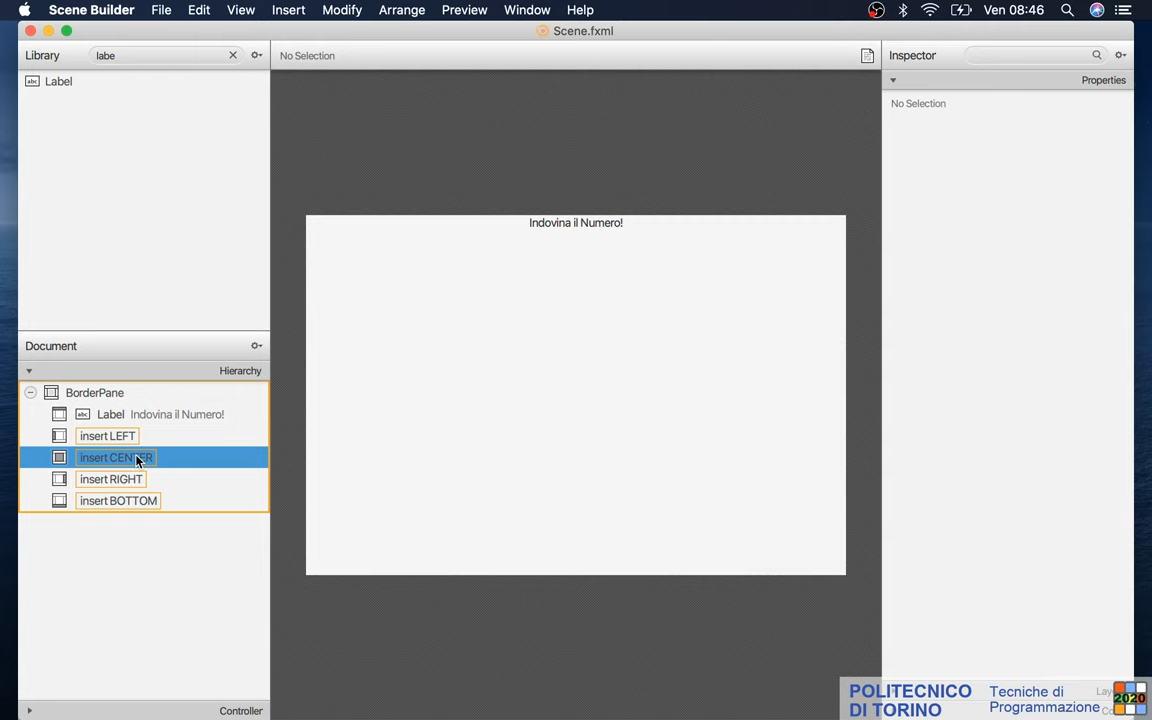 Scene Builder File Edit View Insert Modify Arrange Preview Window Help Ven 08:46
Scene.fxml
Library labe No Selection Inspector
abc Label Properties
No Selection
Indovina il Numero!
Document
Hierarchy
BorderPane
abc Label Indovina il Numero!
insert LEFT
insert CENTER
insert RIGHT
insert BOTTOM
Controller
POLITECNICO
DI TORINO
Tecniche di
Programmazione
2020